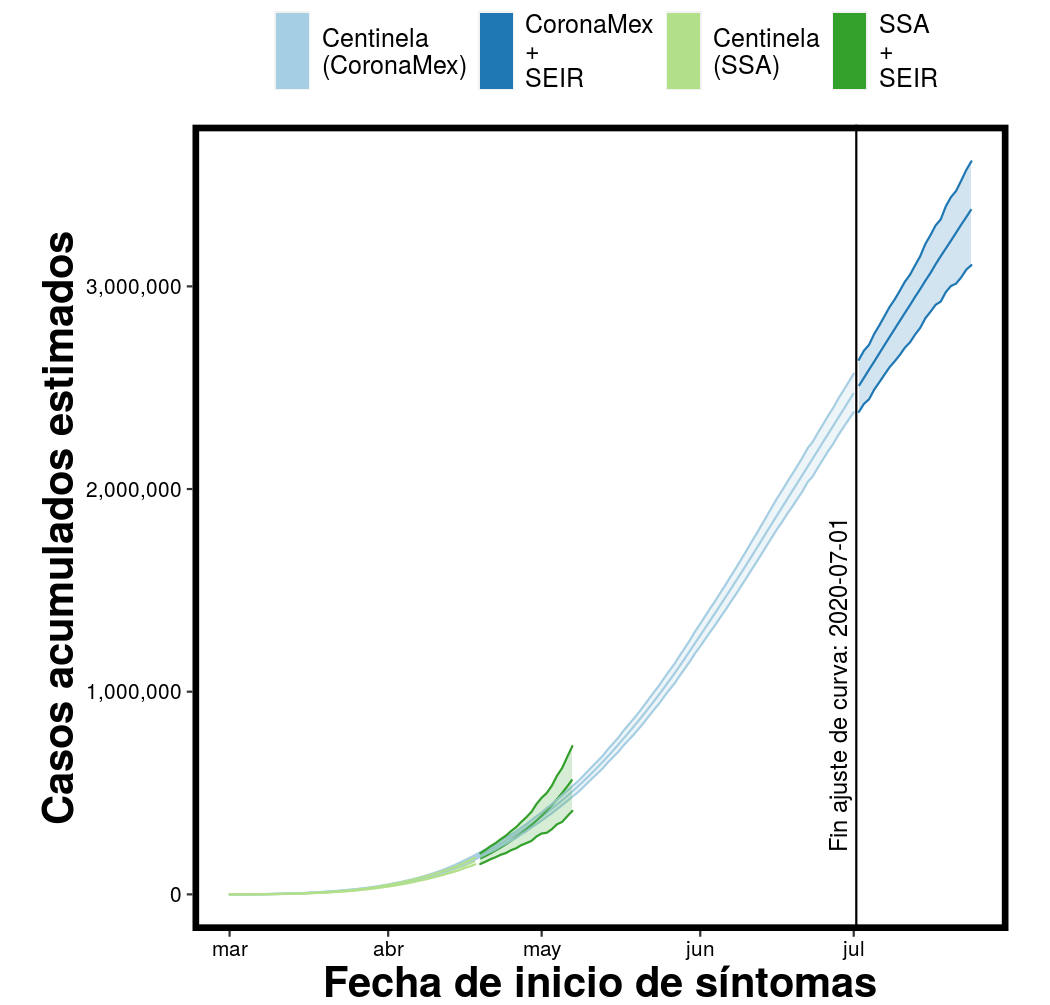 Centinela
(CoronaMex)
CoronaMex
+
SEIR
Centinela
(SSA)
SSA
+
SEIR
Casos acumulados estimados
3,000,000
2,000,000
1,000,000
0
Fin ajuste de curva: 2020-07-01
mar
abr
may
jun
jul
Fecha de inicio de síntomas